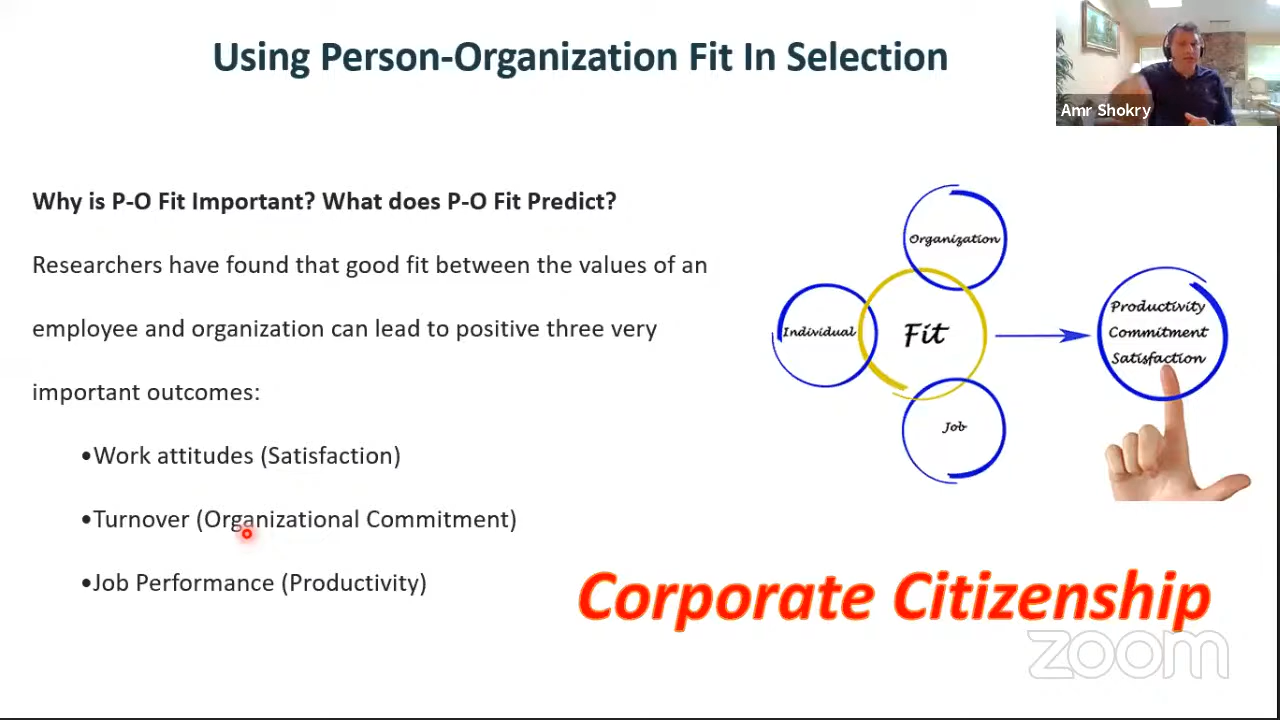 Using Person-Organization Fit In Selection
Amr Shokry
Why is P-O Fit Important? What does P-O Fit Predict?
Researchers have found that good fit between the values of an
employee and organization can lead to positive three very
important outcomes:
•Work attitudes (Satisfaction)
•Turnover (Organizational Commitment)
•Job Performance (Productivity)
Organization
Individual
Fit
Job
Productivity
Commitment
Satisfaction
Corporate Citizenship
zoom